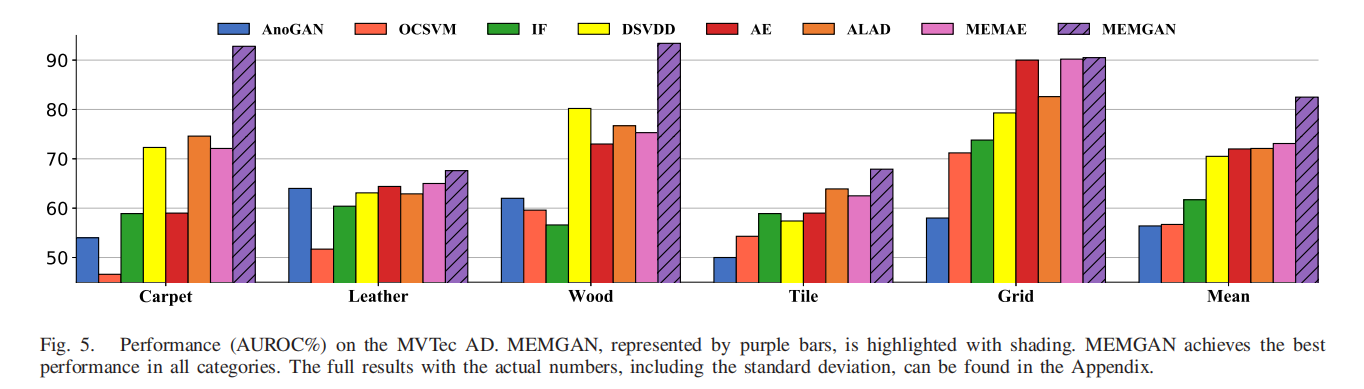 AnoGAN OCSVM IF DSVDD AE ALAD MEMAE MEMGAN
90
80
70
60
50
Carpet Leather Wood Tile Grid Mean
Fig. 5. Performance (AUROC%) on the MVTec AD. MEMGAN, represented by purple bars, is highlighted with shading. MEMGAN achieves the best
performance in all categories. The full results with the actual numbers, including the standard deviation, can be found in the Appendix.